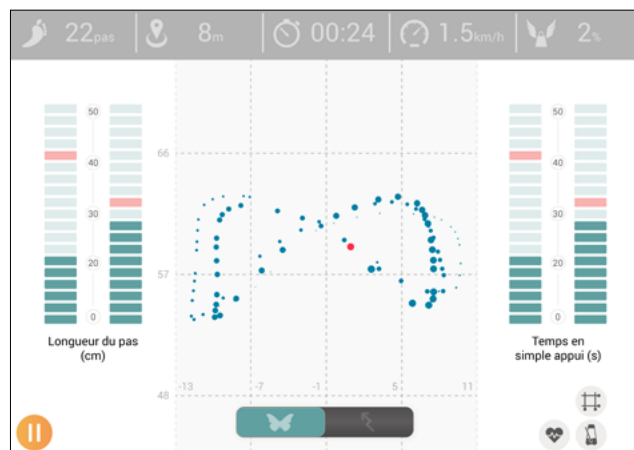 22pas 8m 00:24 1.5km/h 2%
50
40
30
20
0
Longueur du pas
(cm)
66
57
48
-13 -7 -1 5 11
50
40
30
20
0
Temps en
simple appui (s)